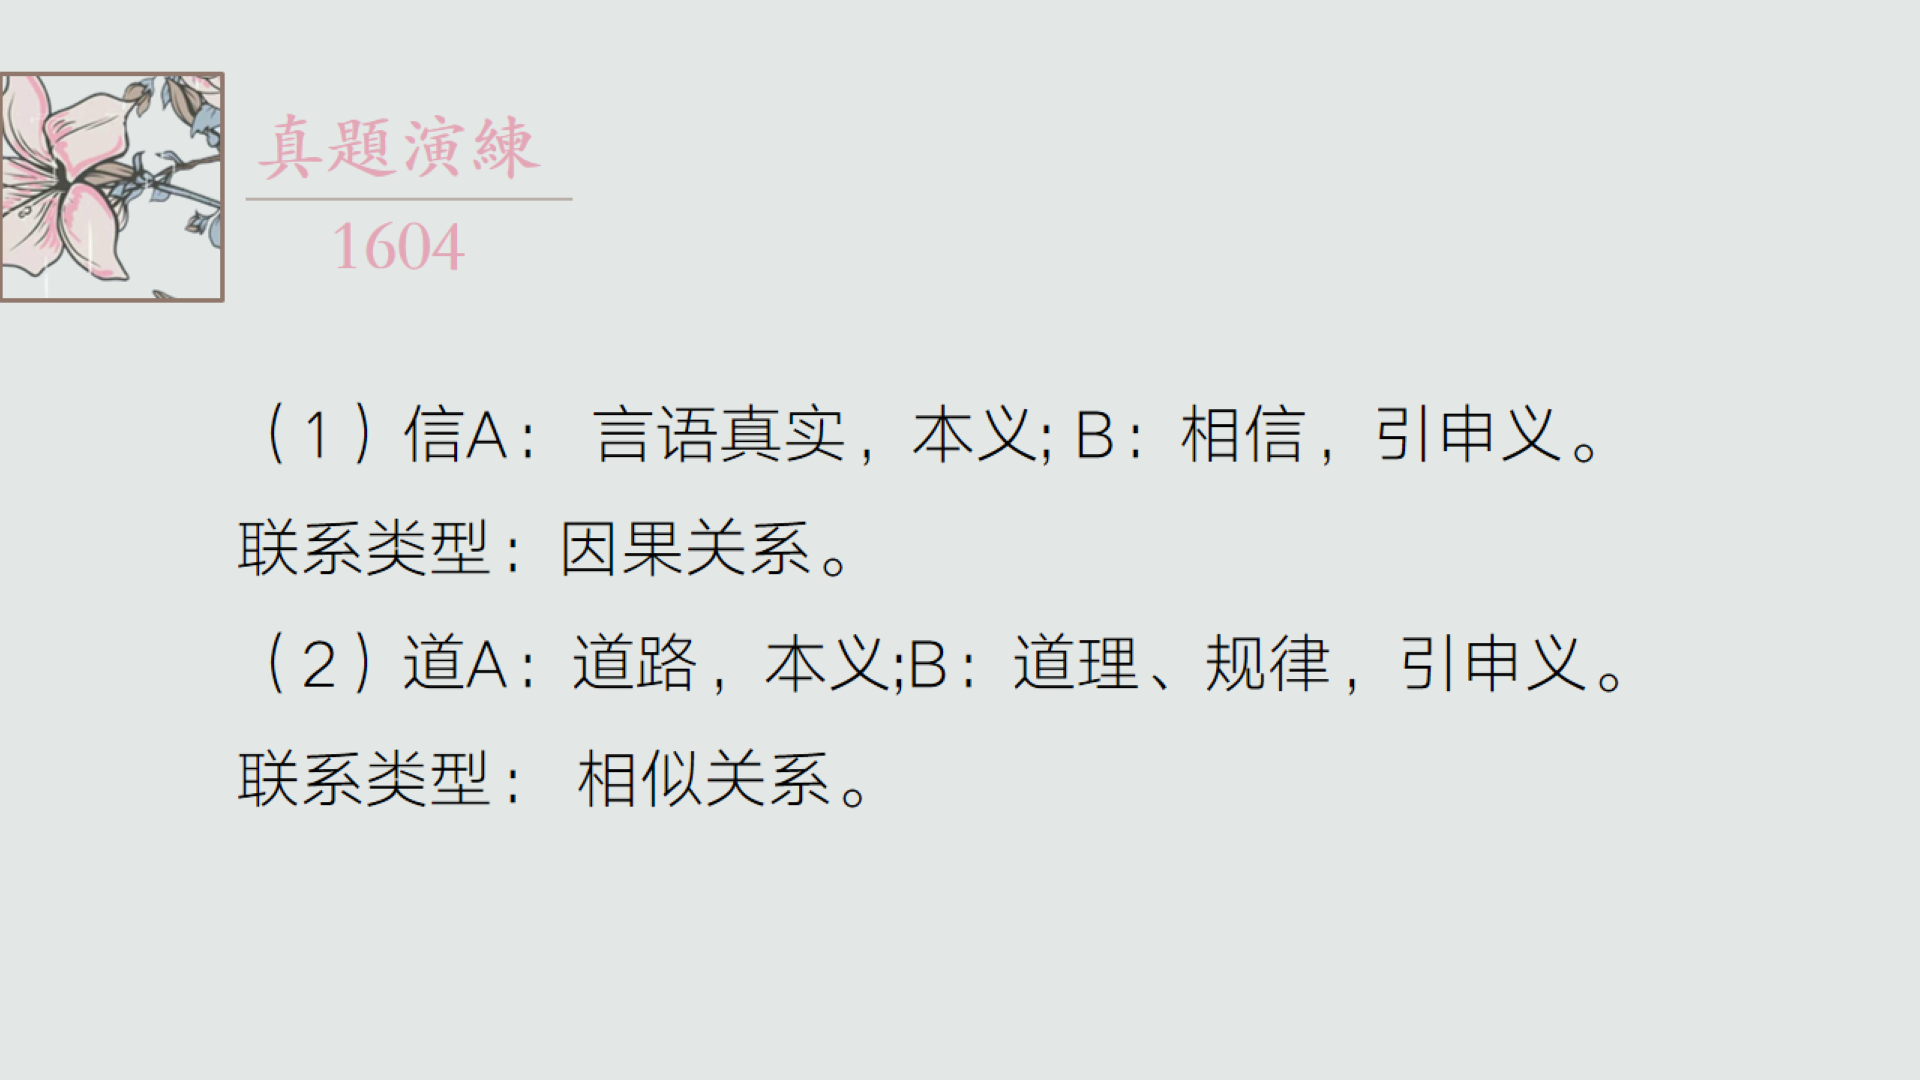 真題演練
1604
（1）信A： 言语真实，本义; B：相信，引申义。
联系类型：因果关系。
（2）道A：道路，本义;B：道理、规律，引申义。
联系类型： 相似关系。